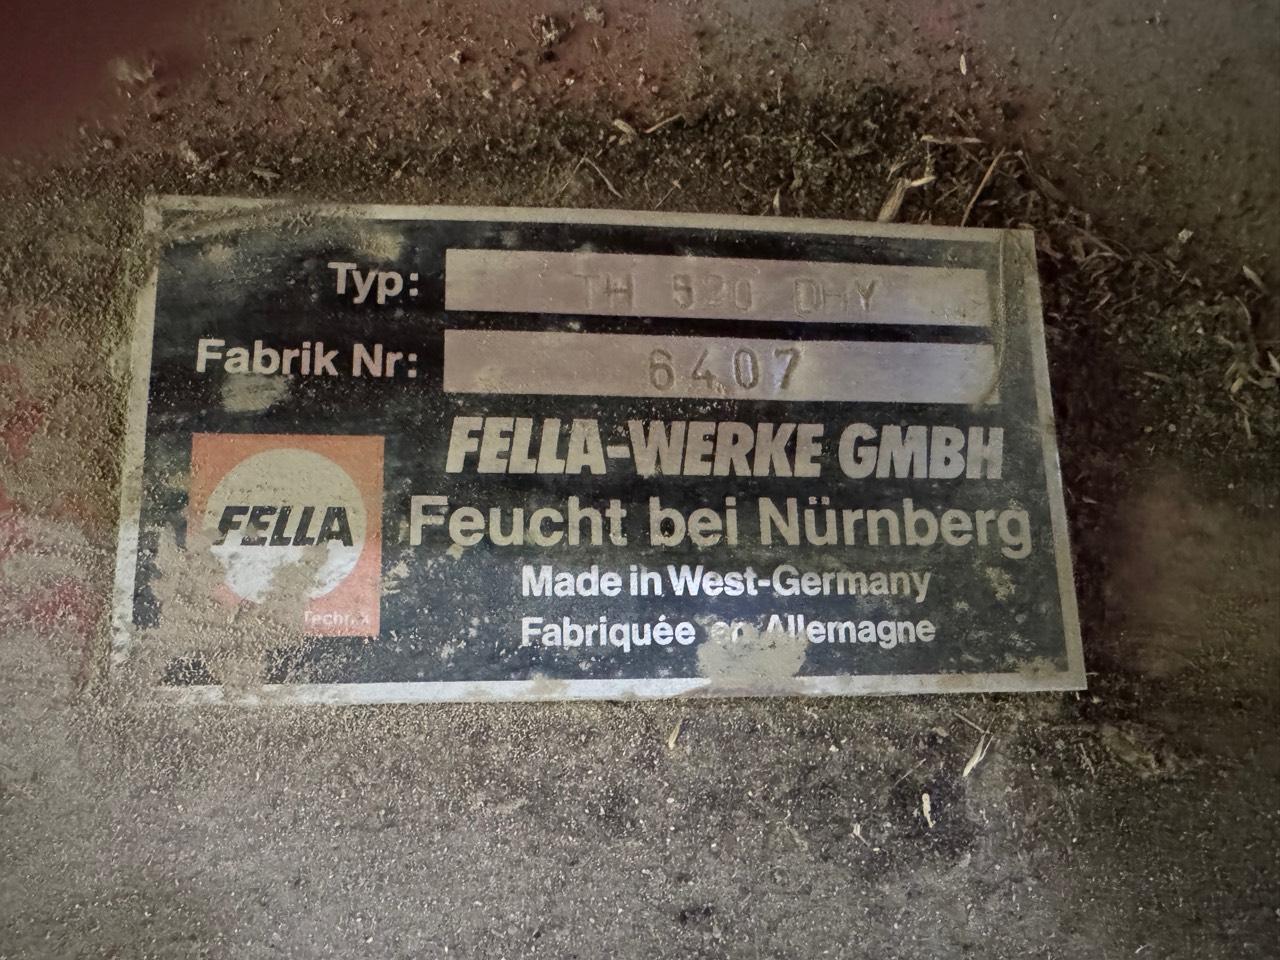 Typ: TH 520 DHY
Fabrik Nr: 6407
FELLA-WERKE GMBH
Feucht bei Nürnberg
Made in West-Germany
Fabriquée en Allemagne
FELLA